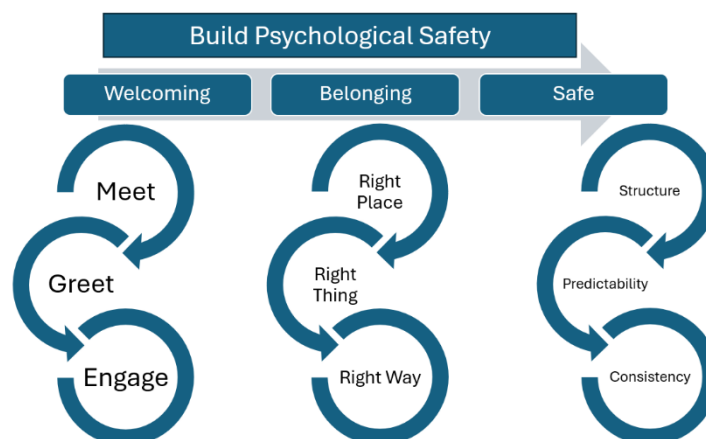 Build Psychological Safety
Welcoming
Belonging
Safe
Meet
Greet
Engage
Right
Place
Right
Thing
Right Way
Structure
Predictability
Consistency